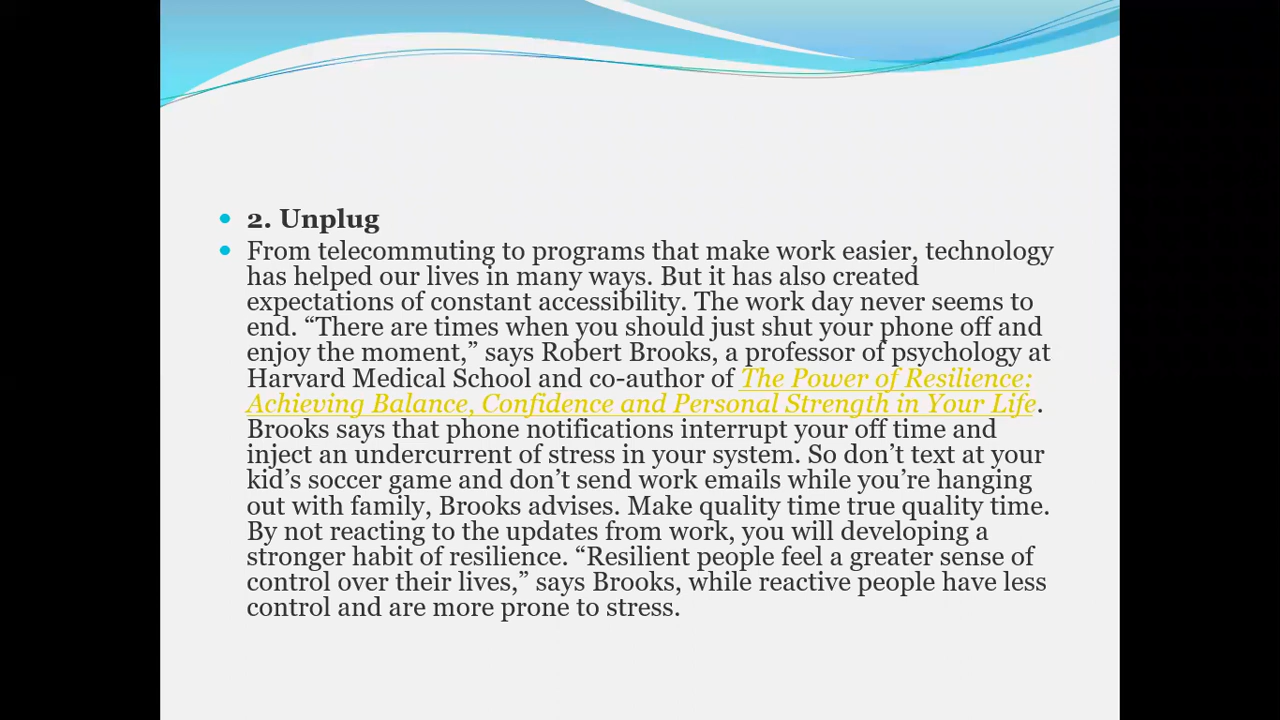 2. Unplug
From telecommuting to programs that make work easier, technology
has helped our lives in many ways. But it has also created
expectations of constant accessibility. The work day never seems to
end. “There are times when you should just shut your phone off and
enjoy the moment,” says Robert Brooks, a professor of psychology at
Harvard Medical School and co-author of The Power of Resilience:
Achieving Balance, Confidence and Personal Strength in Your Life.
Brooks says that phone notifications interrupt your off time and
inject an undercurrent of stress in your system. So don’t text at your
kid’s soccer game and don’t send work emails while you’re hanging
out with family, Brooks advises. Make quality time true quality time.
By not reacting to the updates from work, you will developing a
stronger habit of resilience. “Resilient people feel a greater sense of
control over their lives,” says Brooks, while reactive people have less
control and are more prone to stress.